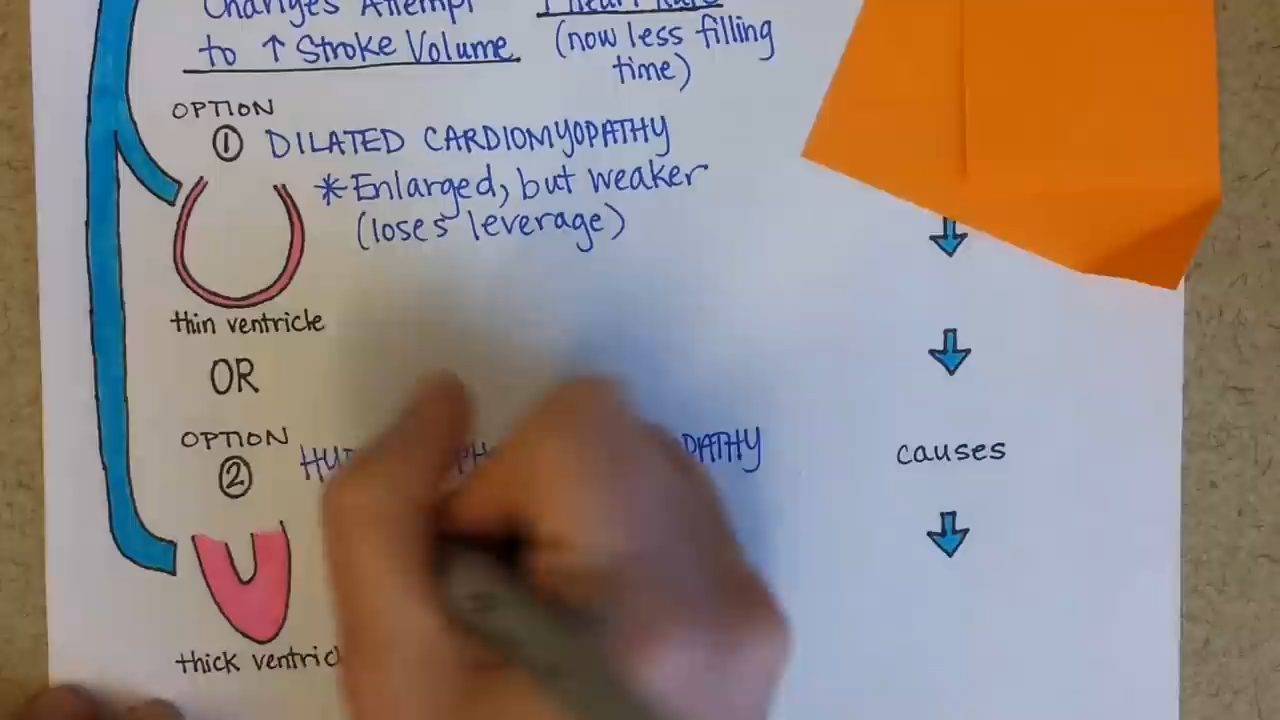 Changes Attempt
to ↑ Stroke Volume
(now less filling
time)
OPTION
① DILATED CARDIOMYOPATHY
*Enlarged, but weaker
(loses leverage)
thin ventricle
OR
OPTION
②
causes
thick